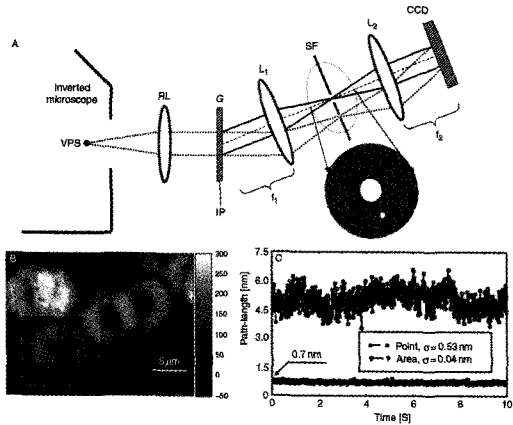 A
CCD
L2
SF
L1
Inverted
microscope
RL
G
VPS
f2
f1
IP
B
300
250
200
150
100
50
0
-50
5 µm
C
7.5
6.0
4.5
3.0
1.5
0
Path-length [nm]
Point, σ=0.53 nm
Area, σ=0.04 nm
0.7 nm
0 2 4 6 8 10
Time [S]